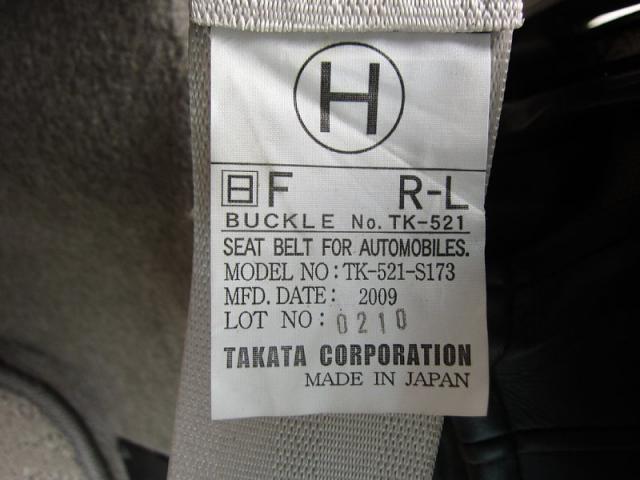 H
日F R-L
BUCKLE No. TK-521
SEAT BELT FOR AUTOMOBILES.
MODEL NO: TK-521-S173
MFD. DATE: 2009
LOT NO: 0210
TAKATA CORPORATION
MADE IN JAPAN